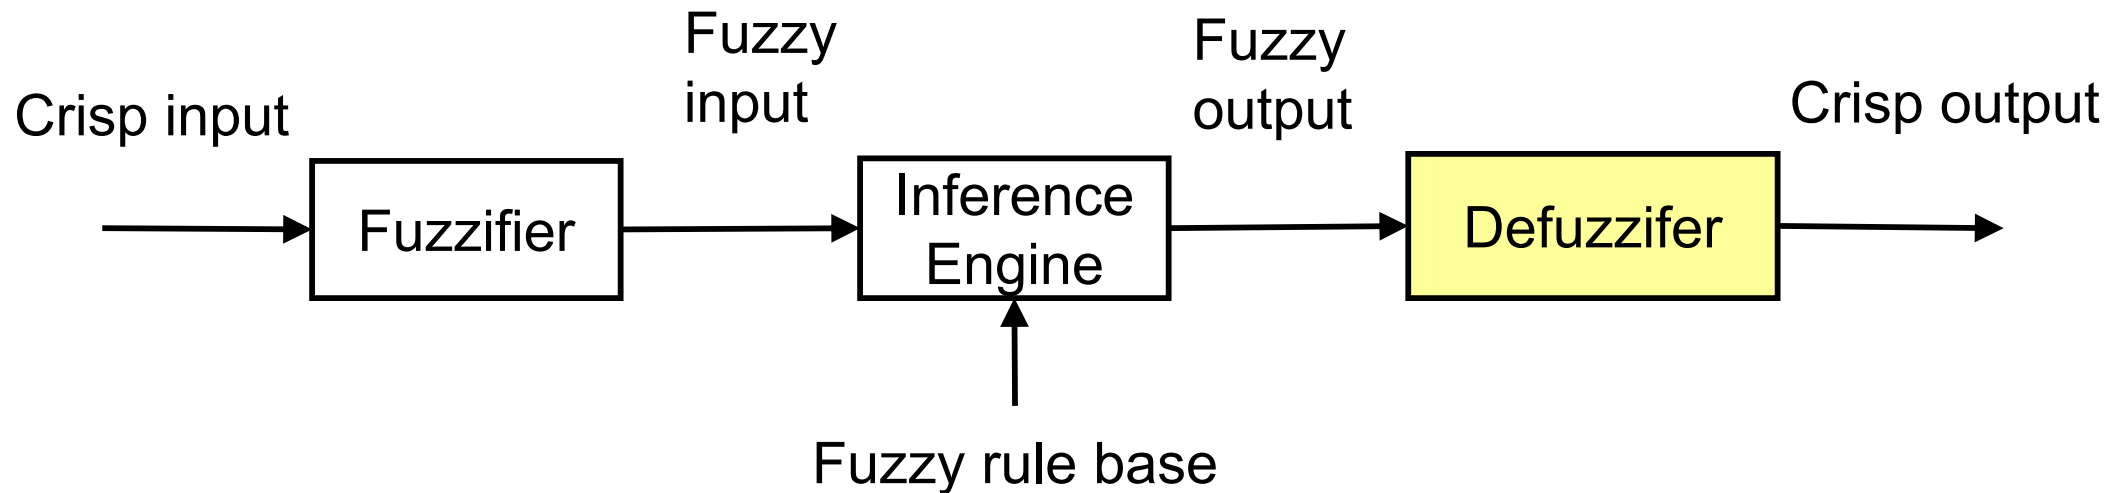 Crisp input
Fuzzy
input
Fuzzy
output
Crisp output
Fuzzifier
Inference
Engine
Defuzzifer
Fuzzy rule base